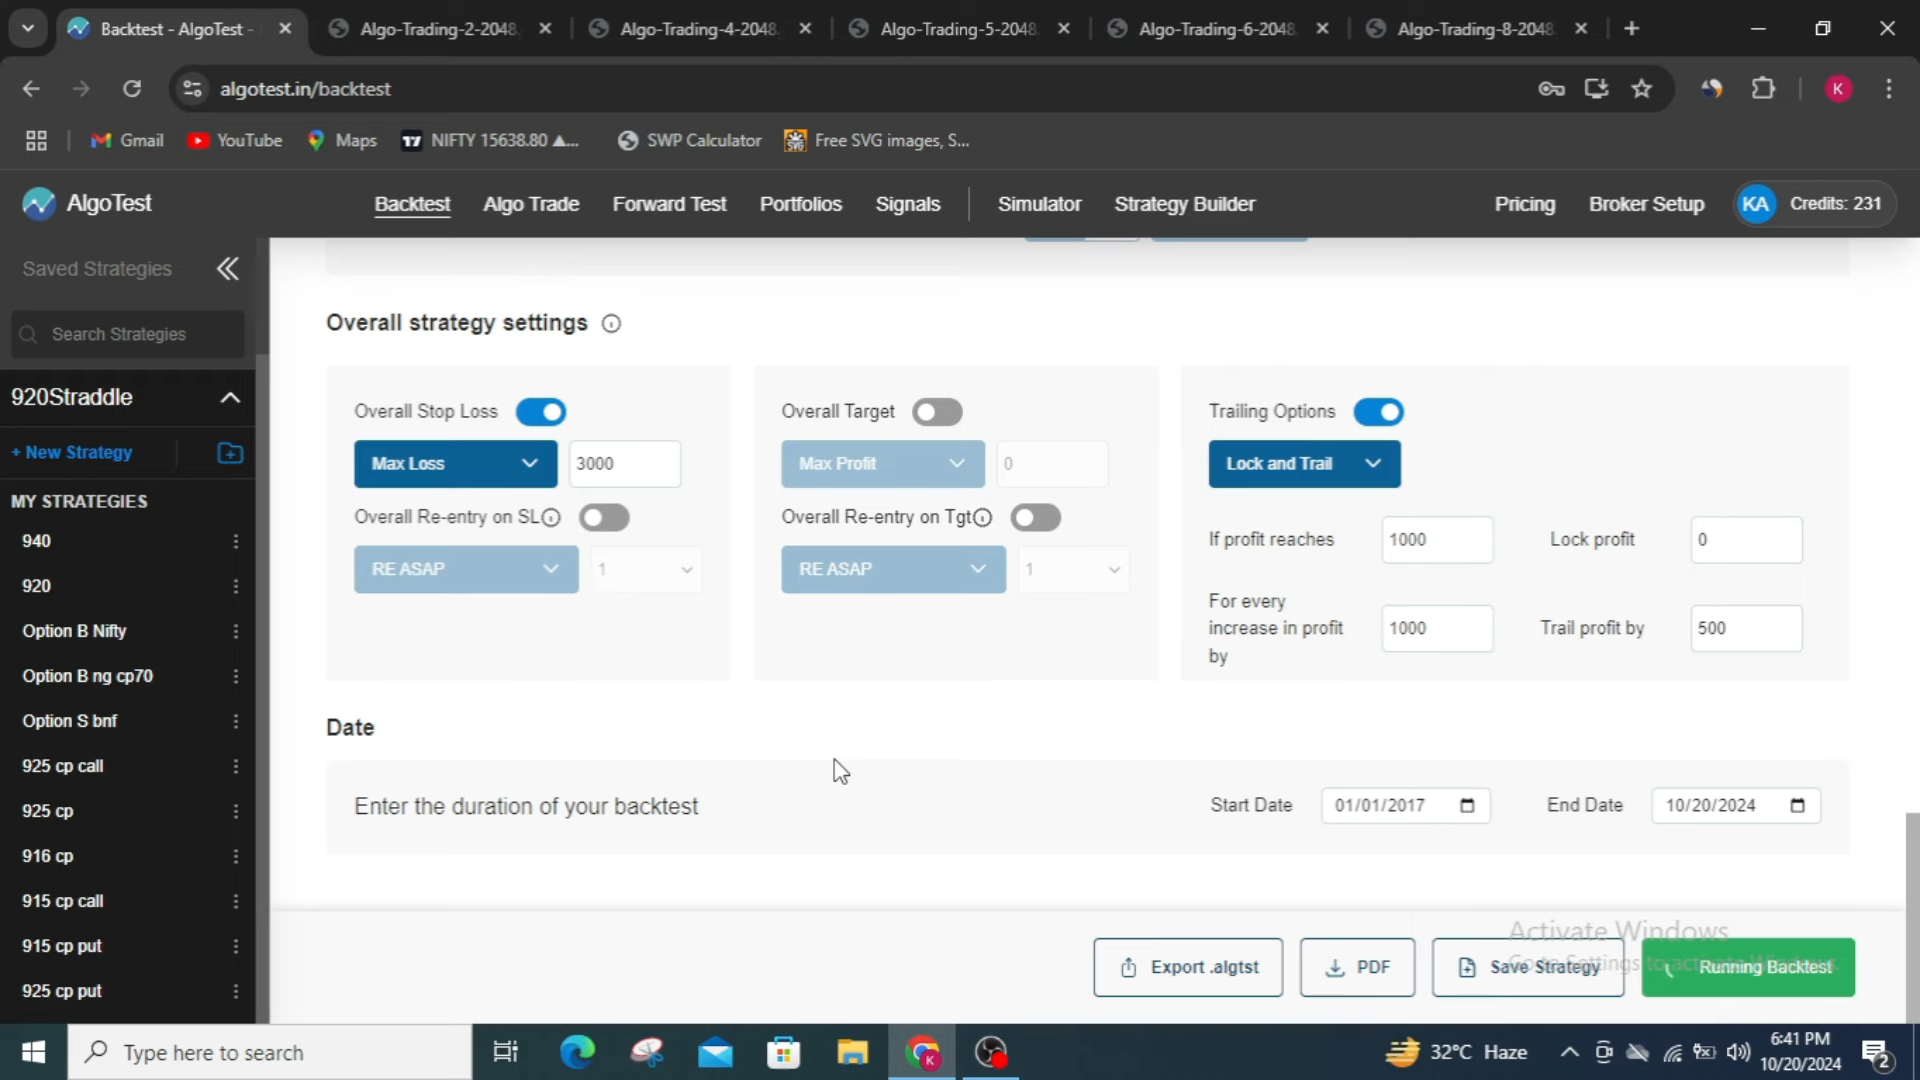 Backtest - AlgoTest -
Algo-Trading-2-2048
Algo-Trading-4-2048
Algo-Trading-5-2048
Algo-Trading-6-2048
Algo-Trading-8-2048
algotest.in/backtest
K
Gmail
YouTube
Maps
NIFTY 15638.80 ▲...
SWP Calculator
Free SVG images, S...
AlgoTest
Backtest
Algo Trade
Forward Test
Portfolios
Signals
Simulator
Strategy Builder
Pricing
Broker Setup
KA
Credits: 231
Saved Strategies
Search Strategies
920Straddle
+ New Strategy
MY STRATEGIES
940
920
Option B Nifty
Option B ng cp70
Option S bnf
925 cp call
925 cp
916 cp
915 cp call
915 cp put
925 cp put
Overall strategy settings
Overall Stop Loss
Max Loss
3000
Overall Re-entry on SL
RE ASAP
1
Overall Target
Max Profit
0
Overall Re-entry on Tgt
RE ASAP
1
Trailing Options
Lock and Trail
If profit reaches
1000
Lock profit
0
For every
increase in profit
by
1000
Trail profit by
500
Date
Enter the duration of your backtest
Start Date
01/01/2017
End Date
10/20/2024
Activate Windows
Go to Settings to activate Windows.
Export .algtst
PDF
Save Strategy
Running Backtest
Type here to search
K
32°C Haze
6:41 PM
10/20/2024
2